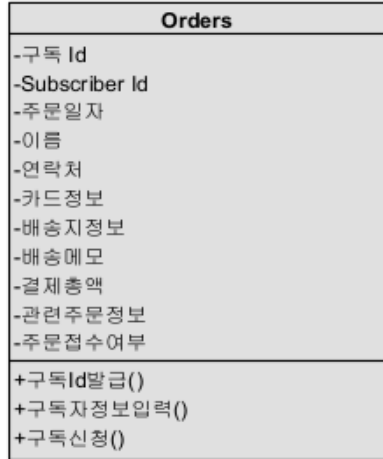 Orders
-구독 Id
-Subscriber Id
-주문일자
-이름
-연락처
-카드정보
-배송지정보
-배송메모
-결제총액
-관련주문정보
-주문접수여부
+구독Id발급()
+구독자정보입력()
+구독신청()